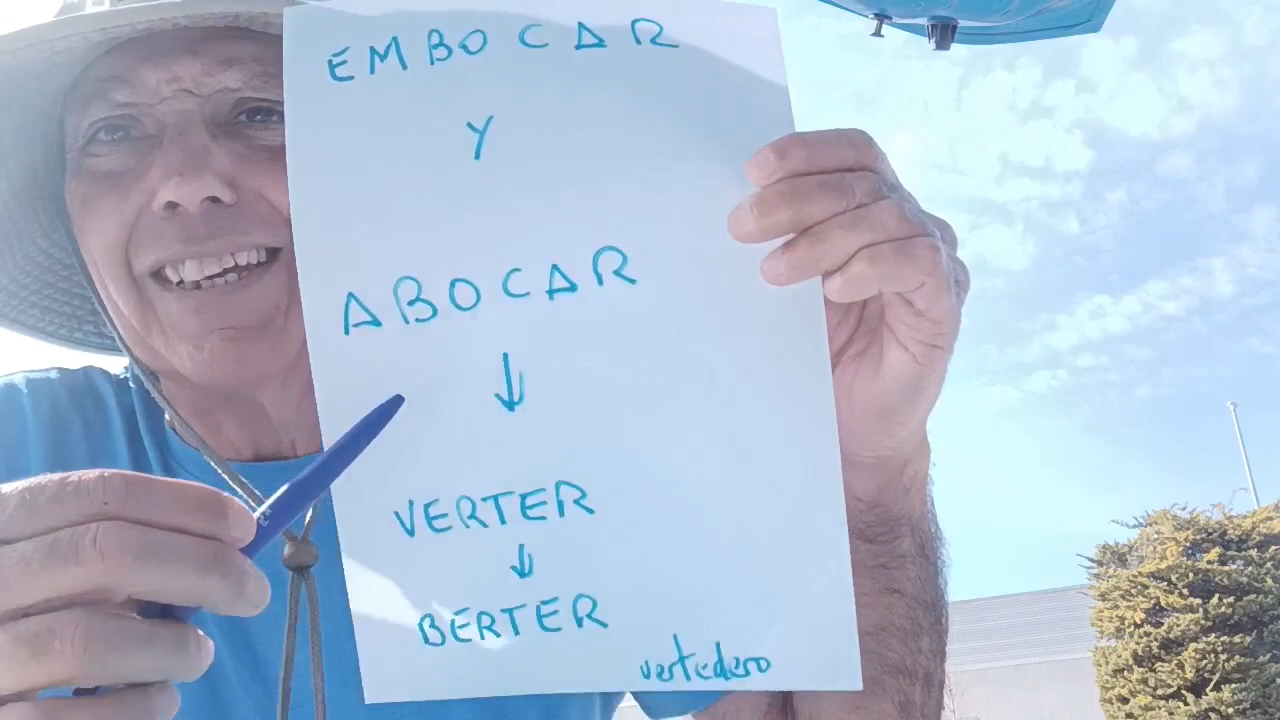 EMBOCAR
Y
ABOCAR
↓
VERTER
↓
BERTER
vertedero